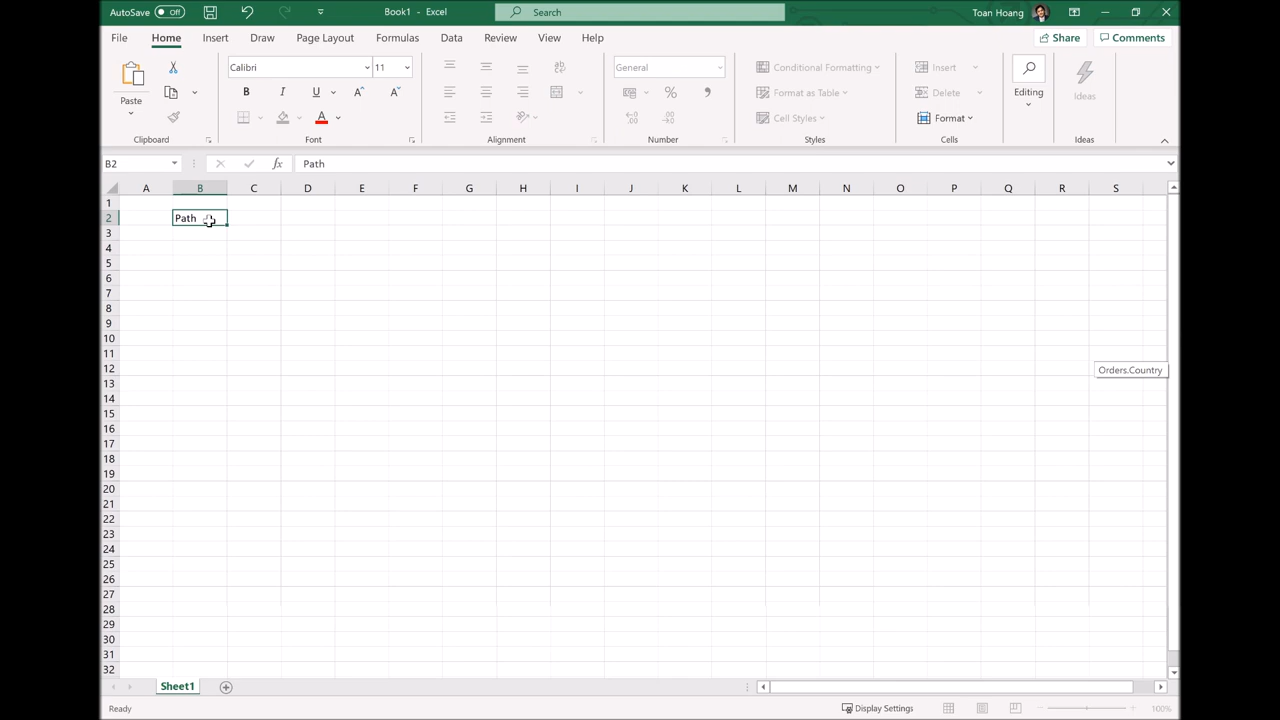 AutoSave Off Book1 - Excel Search Toan Hoang
File Home Insert Draw Page Layout Formulas Data Review View Help Share Comments
Paste Calibri 11 General Conditional Formatting Insert Editing Ideas
B I U A A % Format as Table Delete
A Cell Styles Format
Clipboard Font Alignment Number Styles Cells Ideas
B2 fx Path
A B C D E F G H I J K L M N O P Q R S
1
2 Path
3
4
5
6
7
8
9
10
11
12 Orders.Country
13
14
15
16
17
18
19
20
21
22
23
24
25
26
27
28
29
30
31
32
Sheet1
Ready Display Settings 100%